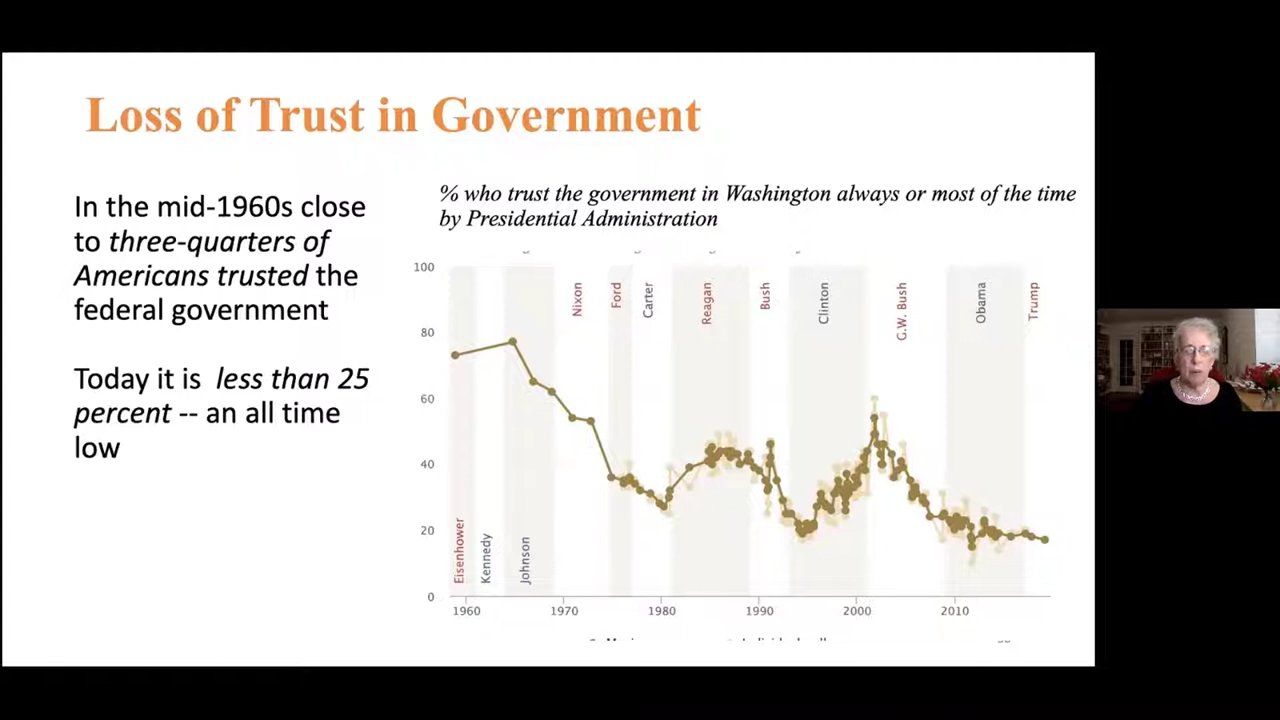 Loss of Trust in Government
In the mid-1960s close
to three-quarters of
Americans trusted the
federal government
Today it is less than 25
percent -- an all time
low
% who trust the government in Washington always or most of the time
by Presidential Administration
100
80
60
40
20
0
Eisenhower
Kennedy
Johnson
Nixon
Ford
Carter
Reagan
Bush
Clinton
G.W. Bush
Obama
Trump
1960 1970 1980 1990 2000 2010